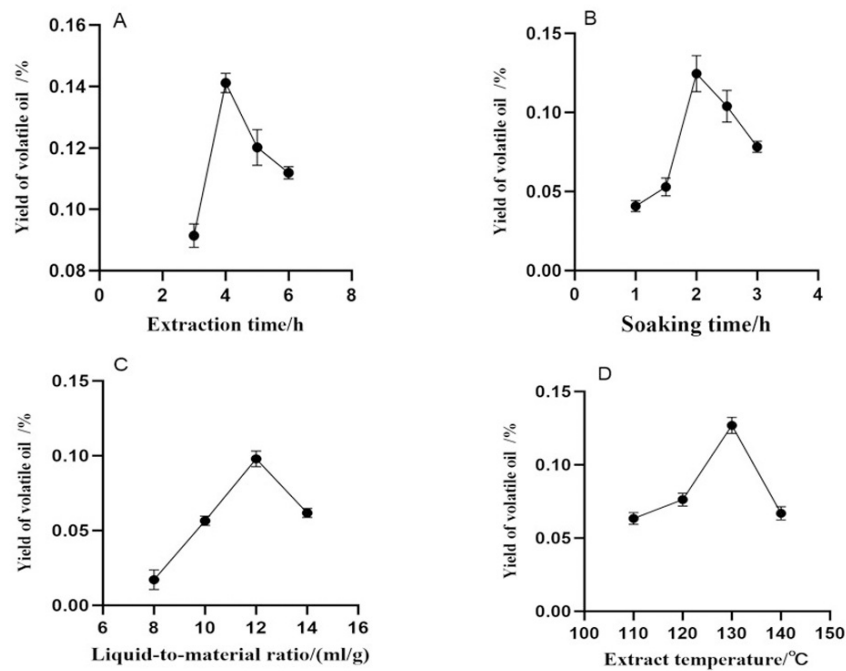 A
Yield of volatile oil /%
0.16
0.14
0.12
0.10
0.08
0 2 4 6 8
Extraction time/h
B
Yield of volatile oil /%
0.15
0.10
0.05
0.00
0 1 2 3 4
Soaking time/h
C
Yield of volatile oil /%
0.15
0.10
0.05
0.00
6 8 10 12 14 16
Liquid-to-material ratio/(ml/g)
D
Yield of volatile oil /%
0.15
0.10
0.05
0.00
100 110 120 130 140 150
Extract temperature/°C